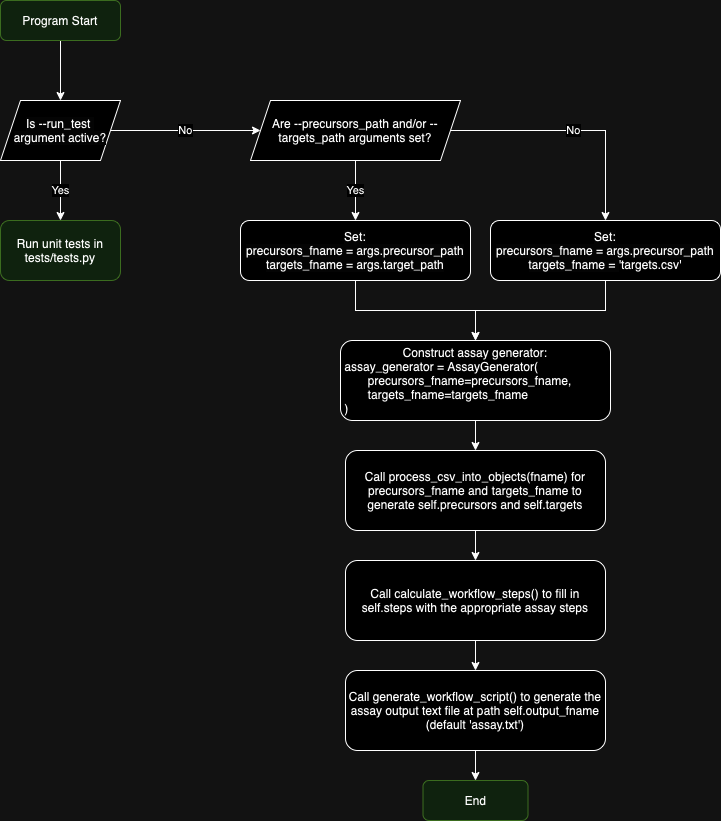 Program Start
Is --run_test
argument active?
No
Are --precursors_path and/or --
targets_path arguments set?
No
Yes
Yes
Run unit tests in
tests/tests.py
Set:
precursors_fname = args.precursor_path
targets_fname = args.target_path
Set:
precursors_fname = args.precursor_path
targets_fname = 'targets.csv'
Construct assay generator:
assay_generator = AssayGenerator(
precursors_fname=precursors_fname,
targets_fname=targets_fname
)
Call process_csv_into_objects(fname) for
precursors_fname and targets_fname to
generate self.precursors and self.targets
Call calculate_workflow_steps() to fill in
self.steps with the appropriate assay steps
Call generate_workflow_script() to generate the
assay output text file at path self.output_fname
(default 'assay.txt')
End